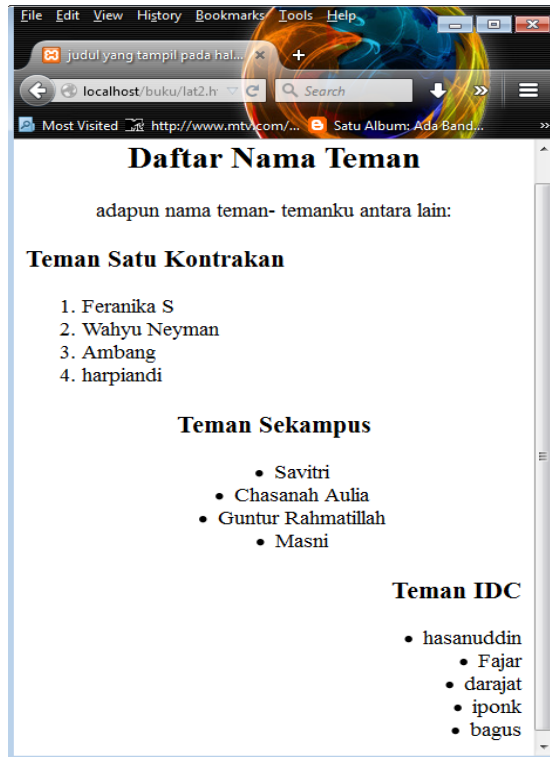 File Edit View History Bookmarks Tools Help
judul yang tampil pada hal...
localhost/buku/lat2.h
Search
Most Visited http://www.mtv.com/... Satu Album: Ada Band...
Daftar Nama Teman
adapun nama teman- temanku antara lain:
Teman Satu Kontrakan
1. Feranika S
2. Wahyu Neyman
3. Ambang
4. harpiandi
Teman Sekampus
• Savitri
• Chasanah Aulia
• Guntur Rahmatillah
• Masni
Teman IDC
• hasanuddin
• Fajar
• darajat
• iponk
• bagus